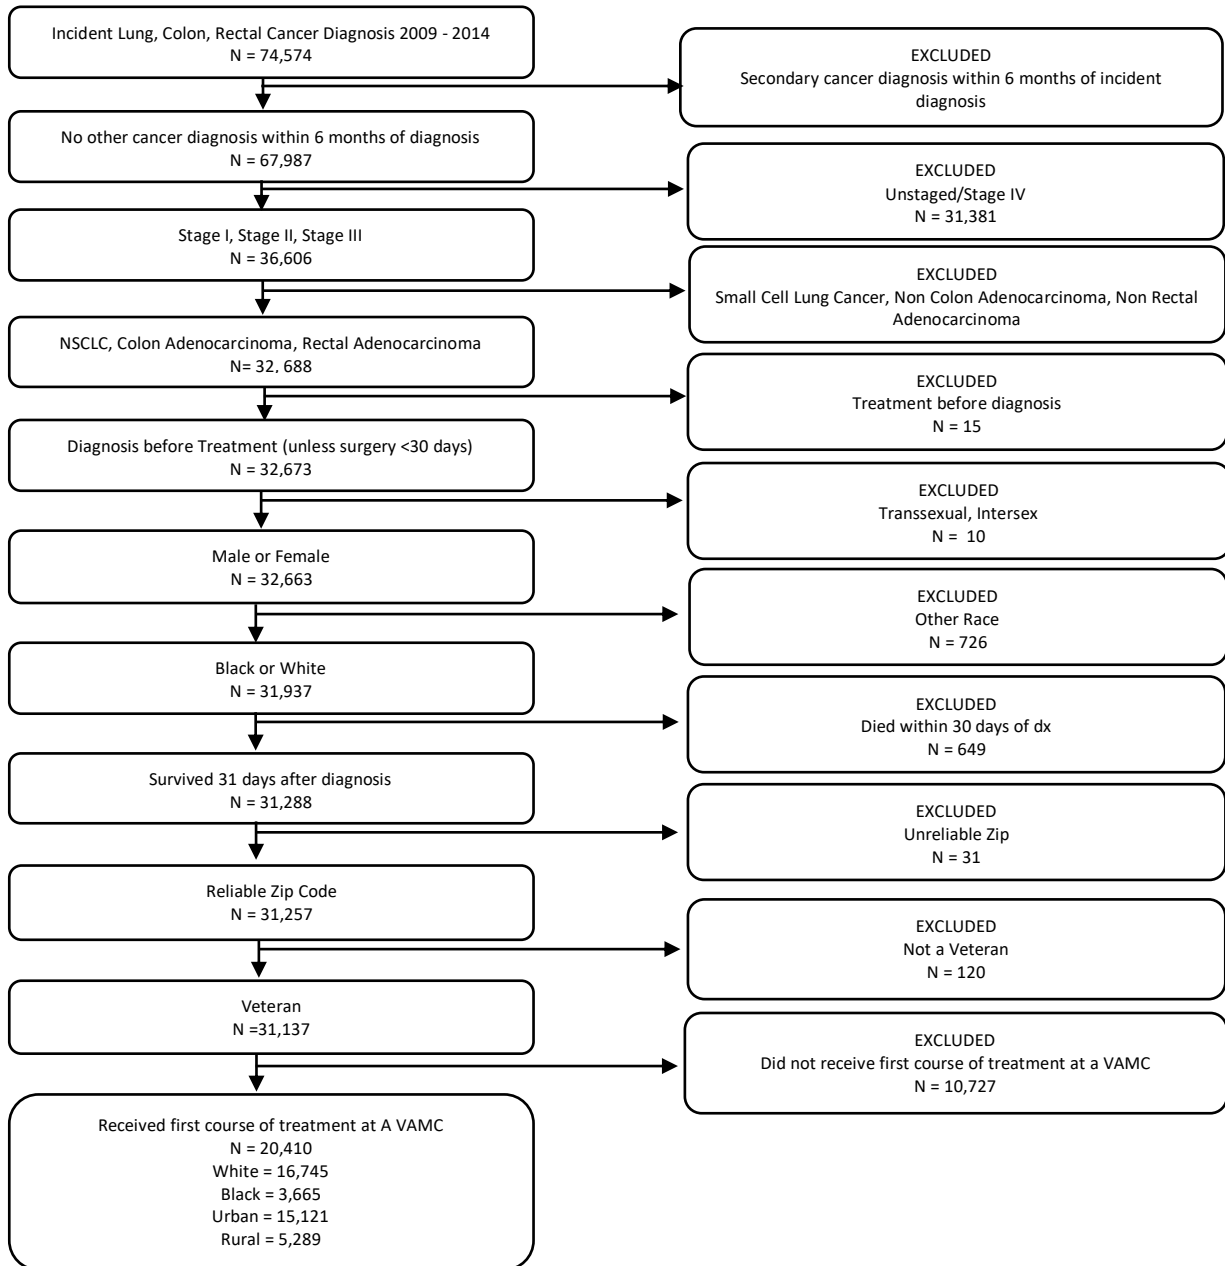 Incident Lung, Colon, Rectal Cancer Diagnosis 2009 - 2014
N = 74,574
EXCLUDED
Secondary cancer diagnosis within 6 months of incident
diagnosis
No other cancer diagnosis within 6 months of diagnosis
N = 67,987
EXCLUDED
Unstaged/Stage IV
N = 31,381
Stage I, Stage II, Stage III
N = 36,606
EXCLUDED
Small Cell Lung Cancer, Non Colon Adenocarcinoma, Non Rectal
Adenocarcinoma
NSCLC, Colon Adenocarcinoma, Rectal Adenocarcinoma
N= 32, 688
EXCLUDED
Treatment before diagnosis
N = 15
Diagnosis before Treatment (unless surgery <30 days)
N = 32,673
EXCLUDED
Transsexual, Intersex
N = 10
Male or Female
N = 32,663
EXCLUDED
Other Race
N = 726
Black or White
N = 31,937
EXCLUDED
Died within 30 days of dx
N = 649
Survived 31 days after diagnosis
N = 31,288
EXCLUDED
Unreliable Zip
N = 31
Reliable Zip Code
N = 31,257
EXCLUDED
Not a Veteran
N = 120
Veteran
N =31,137
EXCLUDED
Did not receive first course of treatment at a VAMC
N = 10,727
Received first course of treatment at A VAMC
N = 20,410
White = 16,745
Black = 3,665
Urban = 15,121
Rural = 5,289